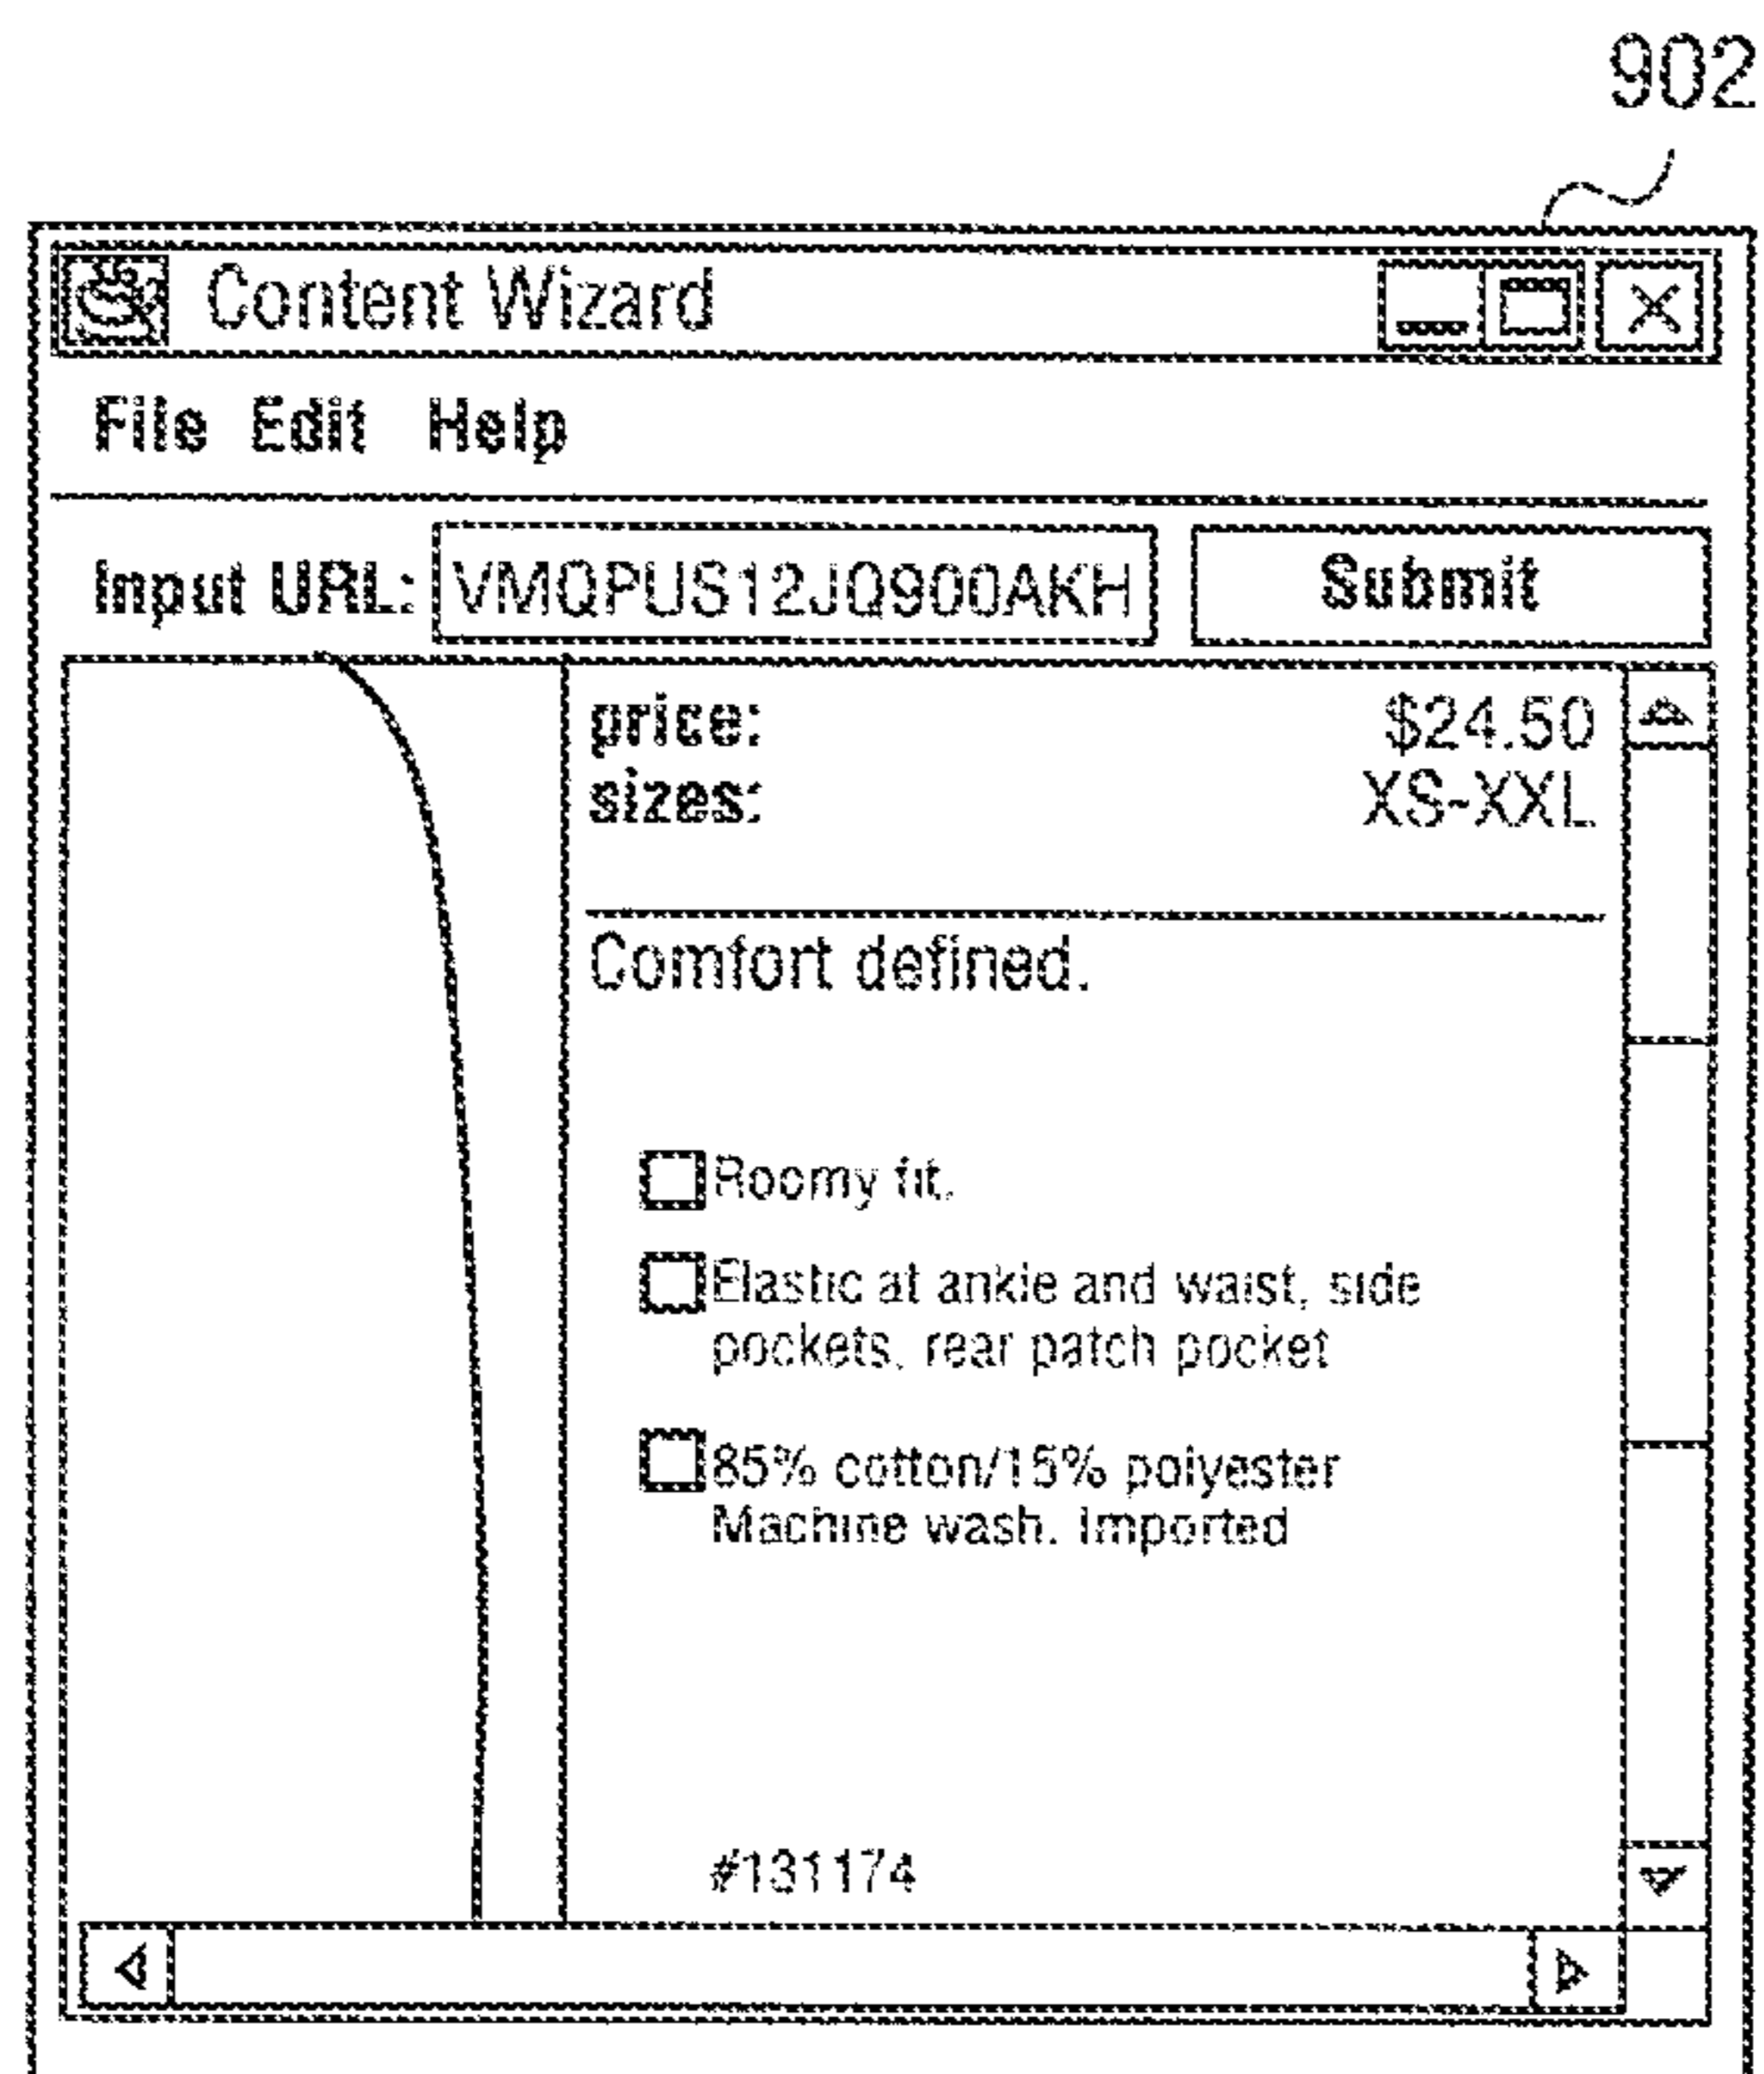 902
Content Wizard
File Edit Help
Input URL: VMQPUS12JQ900AKH Submit
price: $24.50
sizes: XS-XXL
Comfort defined.
Roomy fit.
Elastic at ankle and waist, side
pockets, rear patch pocket
85% cotton/15% polyester
Machine wash. Imported
#131174